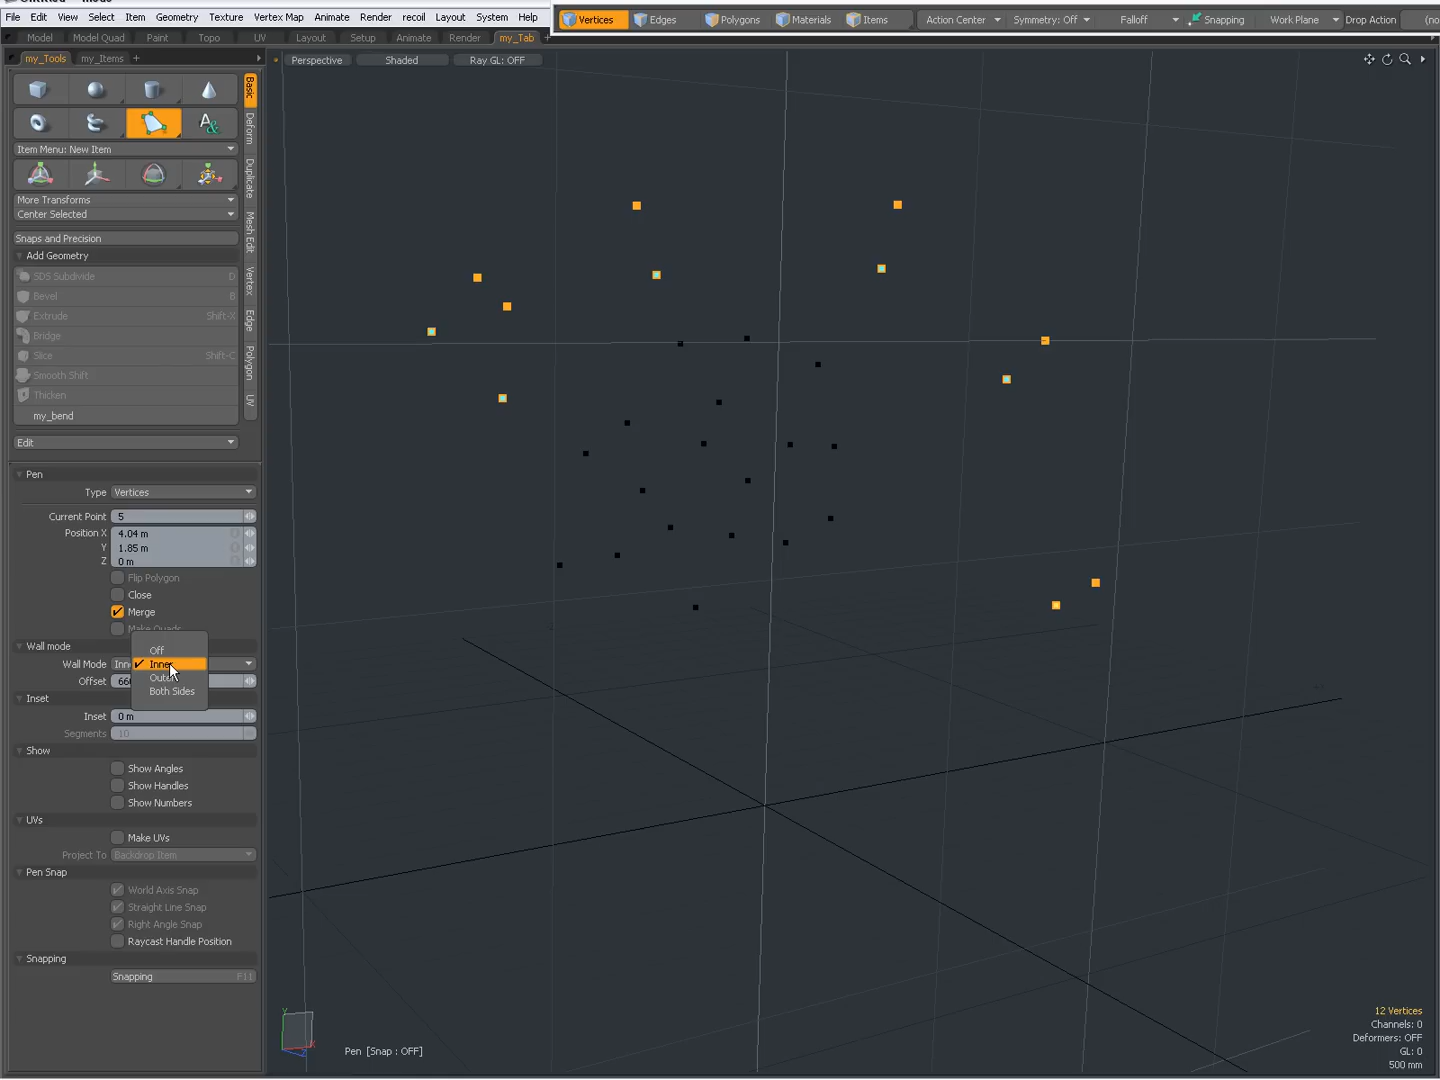 File Edit View Select Item Geometry Texture Vertex Map Animate Render recoil Layout System Help
Vertices Edges Polygons Materials Items Action Center Symmetry: Off Falloff Snapping Work Plane Drop Action (no
Model Model Quad Paint Topo UV Layout Setup Animate Render my_Tab +
my_Tools my_Items +
Perspective Shaded Ray GL: OFF
Basic
Deform
Duplicate
Mesh Edit
Vertex
Edge
Polygon
UV
Item Menu: New Item
More Transforms
Center Selected
Snaps and Precision
Add Geometry
SDS Subdivide D
Bevel B
Extrude Shift-X
Bridge
Slice Shift-C
Smooth Shift
Thicken
my_bend
Edit
Pen
Type Vertices
Current Point 5
Position X 4.04 m
Y 1.85 m
Z 0 m
Flip Polygon
Close
Merge
Make Quads
Wall mode
Off
Wall Mode Inner
Offset
Outer
Both Sides
Inset
Inset 0 m
Segments 10
Show
Show Angles
Show Handles
Show Numbers
UVs
Make UVs
Project To Backdrop Item
Pen Snap
World Axis Snap
Straight Line Snap
Right Angle Snap
Raycast Handle Position
Snapping
Snapping F11
Y
X
Z
Pen [Snap : OFF]
12 Vertices
Channels: 0
Deformers: OFF
GL: 0
500 mm